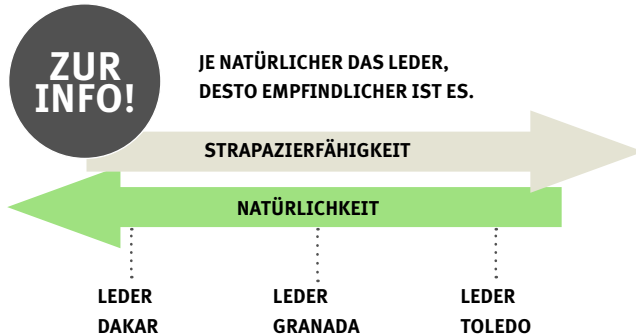 ZUR
INFO!
JE NATÜRLICHER DAS LEDER,
DESTO EMPFINDLICHER IST ES.
STRAPAZIERFÄHIGKEIT
NATÜRLICHKEIT
LEDER
DAKAR
LEDER
GRANADA
LEDER
TOLEDO